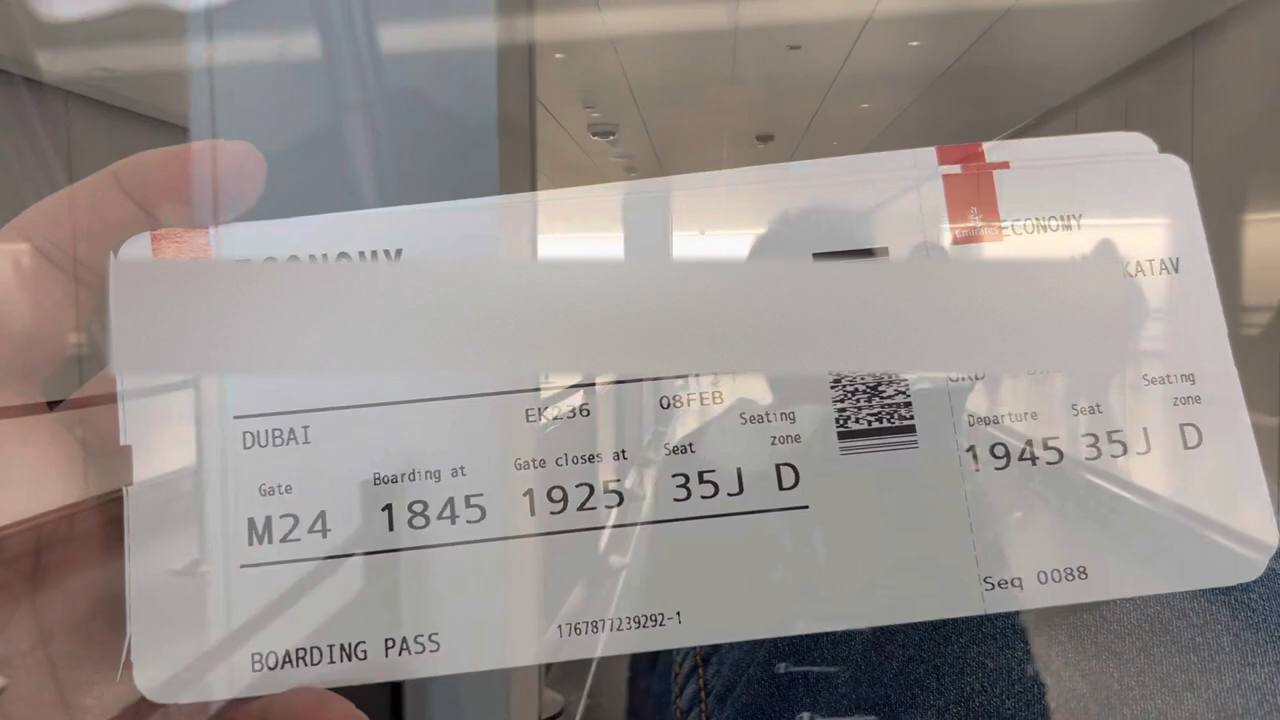 ECONOMY
Emirates
ECONOMY
KATAV
EK236 08FEB
DUBAI
Seating zone
Gate Boarding at Gate closes at Seat
M24 1845 1925 35J D
BOARDING PASS
1767877239292-1
Seating zone
Departure Seat
1945 35J D
Seq 0088